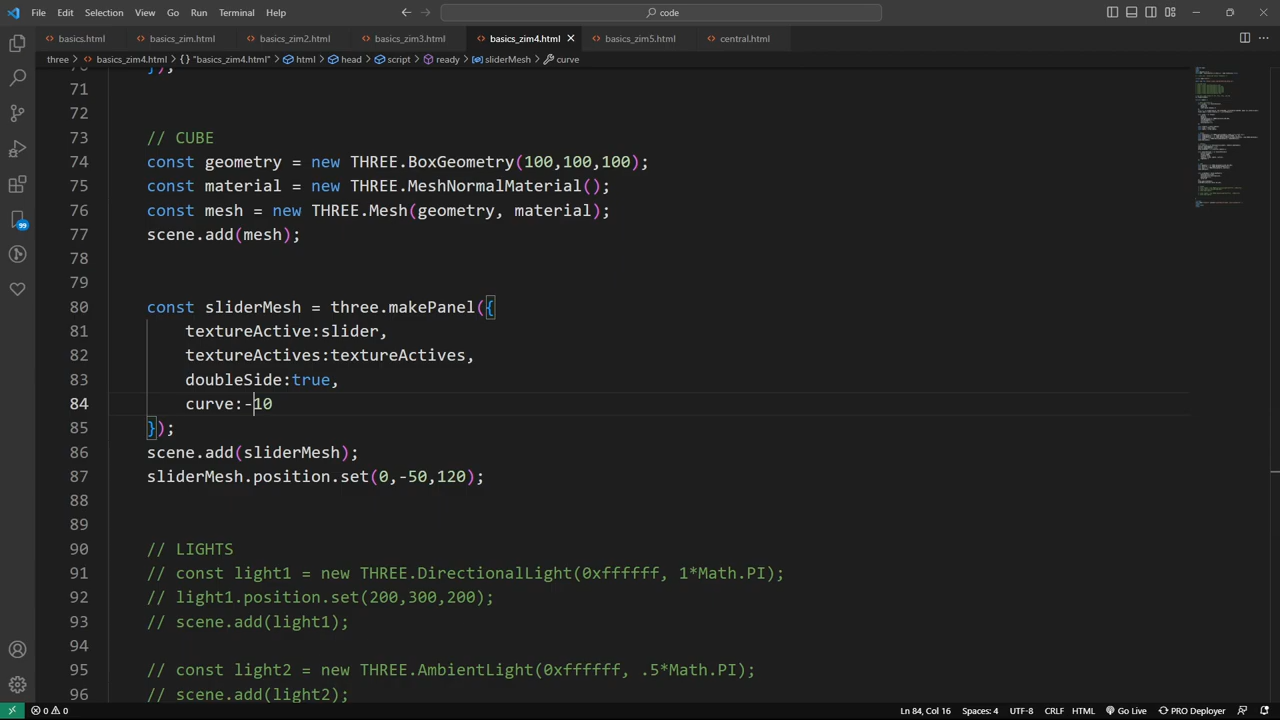 File Edit Selection View Go Run Terminal Help
code
basics.html basics_zim.html basics_zim2.html basics_zim3.html basics_zim4.html basics_zim5.html central.html
three > basics_zim4.html > {} "basics_zim4.html" > html > head > script > ready > sliderMesh > curve
70 });
71
72
73 // CUBE
74 const geometry = new THREE.BoxGeometry(100,100,100);
75 const material = new THREE.MeshNormalMaterial();
76 const mesh = new THREE.Mesh(geometry, material);
77 scene.add(mesh);
78
79
80 const sliderMesh = three.makePanel({
81 textureActive:slider,
82 textureActives:textureActives,
83 doubleSide:true,
84 curve:-10
85 });
86 scene.add(sliderMesh);
87 sliderMesh.position.set(0,-50,120);
88
89
90 // LIGHTS
91 // const light1 = new THREE.DirectionalLight(0xffffff, 1*Math.PI);
92 // light1.position.set(200,300,200);
93 // scene.add(light1);
94
95 // const light2 = new THREE.AmbientLight(0xffffff, .5*Math.PI);
96 // scene.add(light2);
99
0 0 Ln 84, Col 16 Spaces: 4 UTF-8 CRLF HTML Go Live PRO Deployer